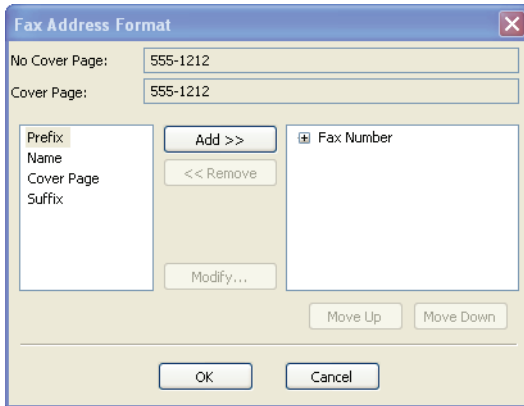 Fax Address Format
No Cover Page: 555-1212
Cover Page: 555-1212
Prefix
Name
Cover Page
Suffix
Add >>
<< Remove
Modify...
Fax Number
Move Up Move Down
OK Cancel